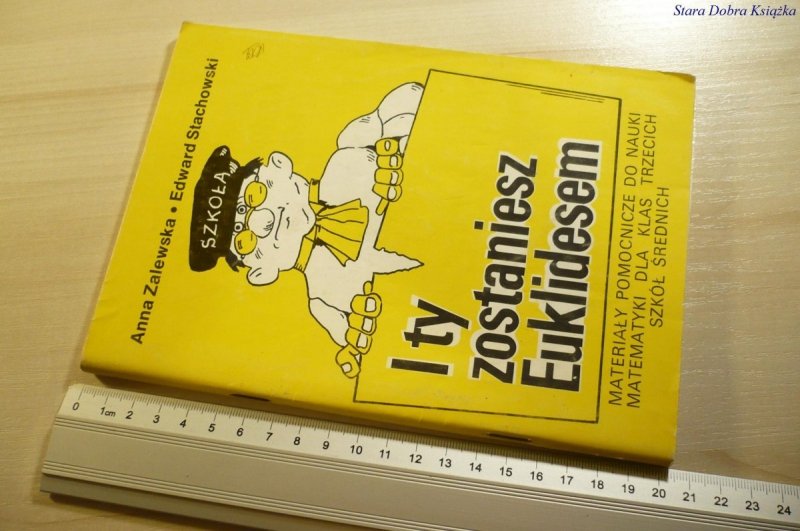 Stara Dobra Książka
Anna Zalewska • Edward Stachowski
SZKOŁA
I ty
zostaniesz
Euklidesem
MATERIAŁY POMOCNICZE DO NAUKI
MATEMATYKI DLA KLAS TRZECICH
SZKÓŁ ŚREDNICH
0 1cm 2 3 4 5 6 7 8 9 10 11 12 13 14 15 16 17 18 19 20 21 22 23 24